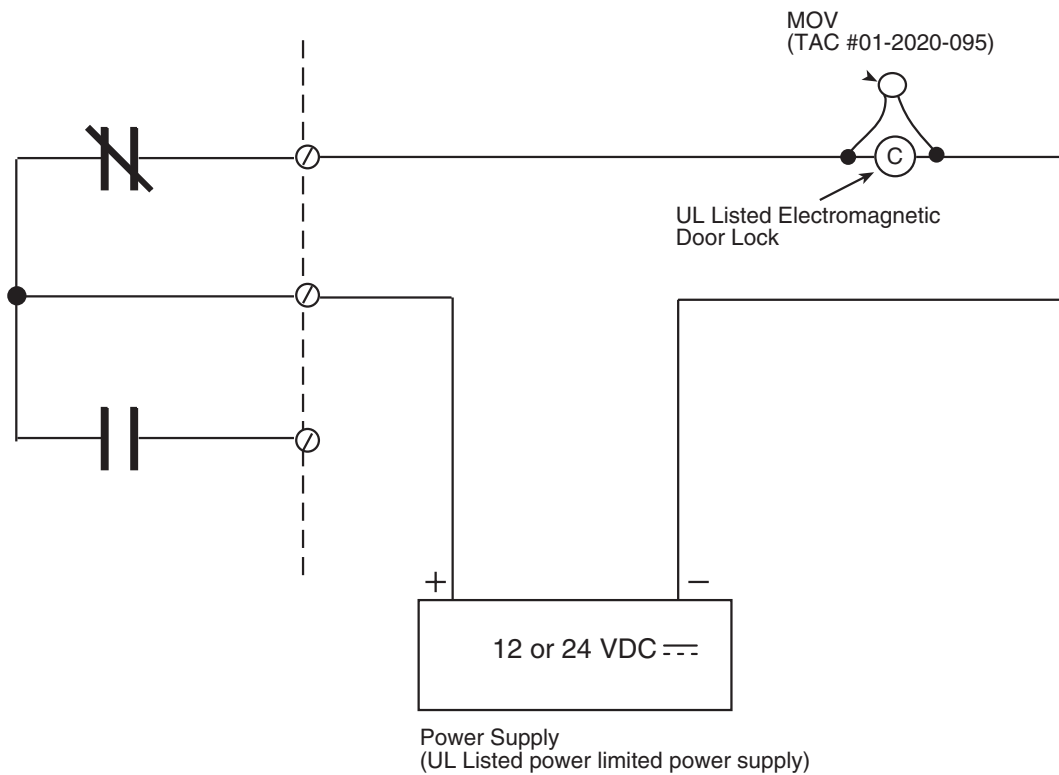 MOV
(TAC #01-2020-095)
C
UL Listed Electromagnetic
Door Lock
+ −
12 or 24 VDC
Power Supply
(UL Listed power limited power supply)